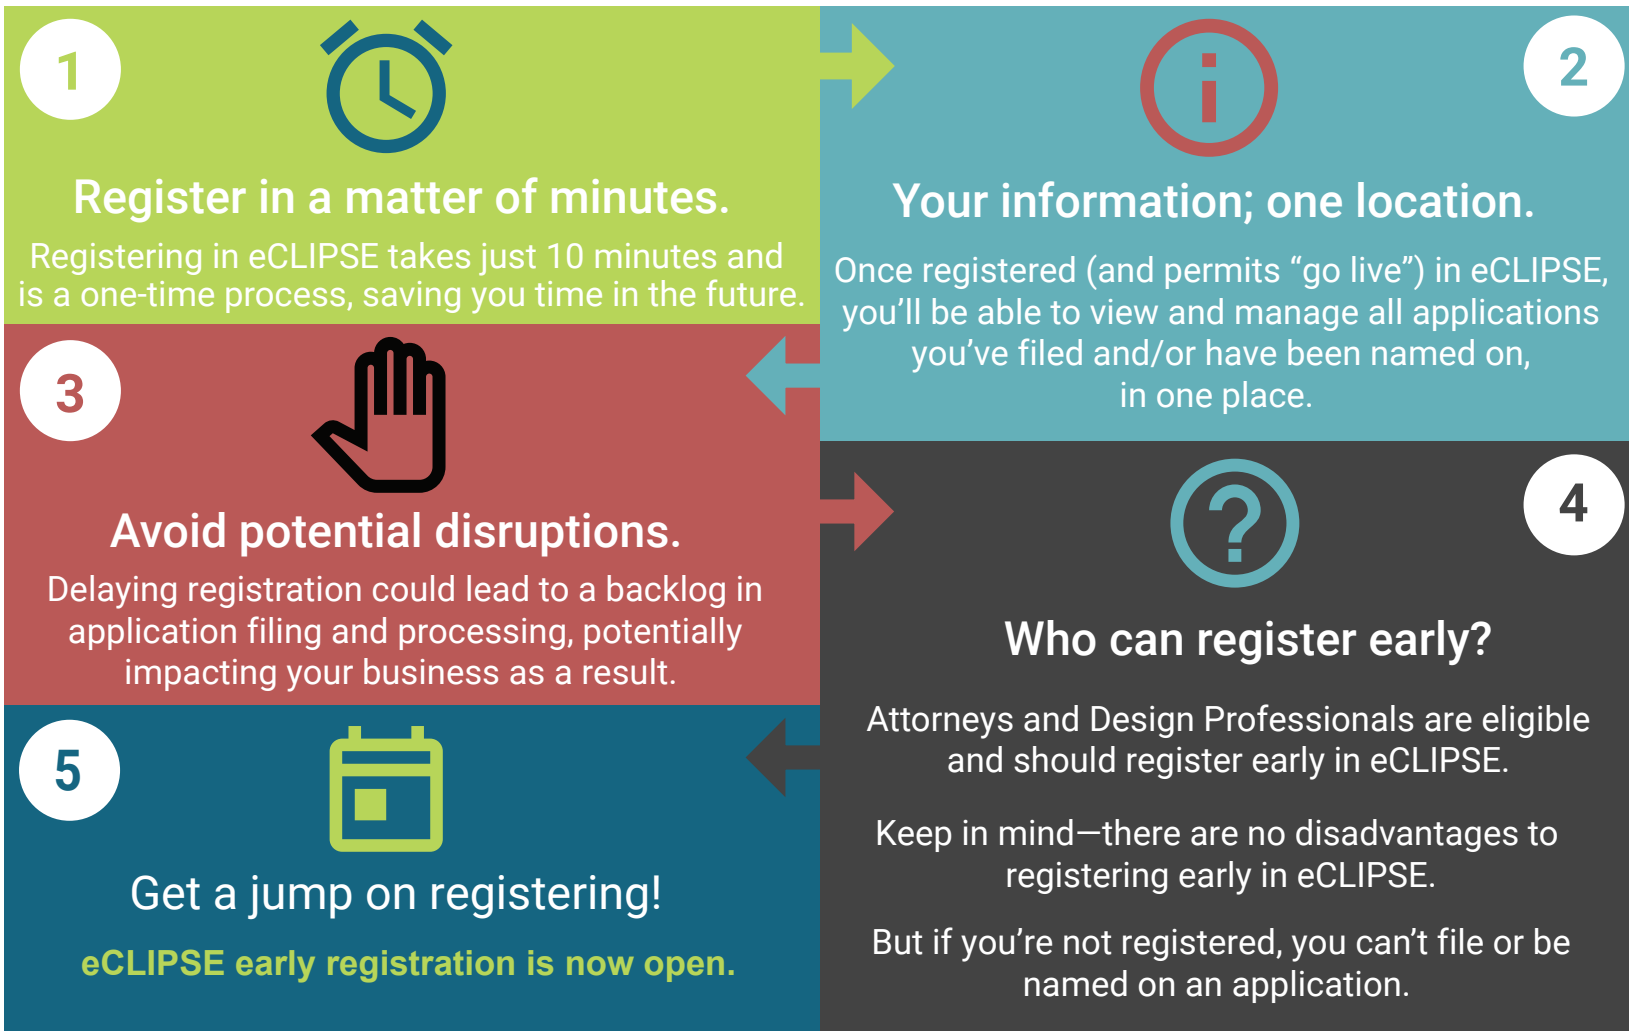 1
Register in a matter of minutes.
Registering in eCLIPSE takes just 10 minutes and
is a one-time process, saving you time in the future.
2
Your information; one location.
Once registered (and permits “go live”) in eCLIPSE,
you’ll be able to view and manage all applications
you’ve filed and/or have been named on,
in one place.
3
Avoid potential disruptions.
Delaying registration could lead to a backlog in
application filing and processing, potentially
impacting your business as a result.
4
Who can register early?
Attorneys and Design Professionals are eligible
and should register early in eCLIPSE.
Keep in mind—there are no disadvantages to
registering early in eCLIPSE.
But if you’re not registered, you can’t file or be
named on an application.
5
Get a jump on registering!
eCLIPSE early registration is now open.